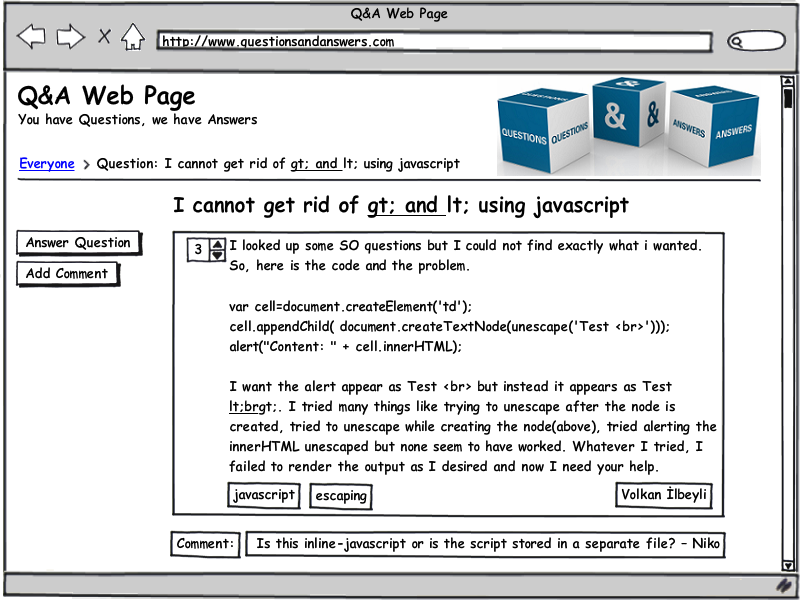 Q&A Web Page
http://www.questionsandanswers.com
Q&A Web Page
You have Questions, we have Answers
QUESTIONS
QUESTIONS
QUESTIONS
&
&
&
ANSWERS
ANSWERS
ANSWERS
Everyone > Question: I cannot get rid of gt; and lt; using javascript
I cannot get rid of gt; and lt; using javascript
Answer Question
Add Comment
3
I looked up some SO questions but I could not find exactly what i wanted.
So, here is the code and the problem.
var cell=document.createElement('td');
cell.appendChild( document.createTextNode(unescape('Test <br>')));
alert("Content: " + cell.innerHTML);
I want the alert appear as Test <br> but instead it appears as Test
lt;brgt;. I tried many things like trying to unescape after the node is
created, tried to unescape while creating the node(above), tried alerting the
innerHTML unescaped but none seem to have worked. Whatever I tried, I
failed to render the output as I desired and now I need your help.
javascript
escaping
Volkan İlbeyli
Comment:
Is this inline-javascript or is the script stored in a separate file? - Niko